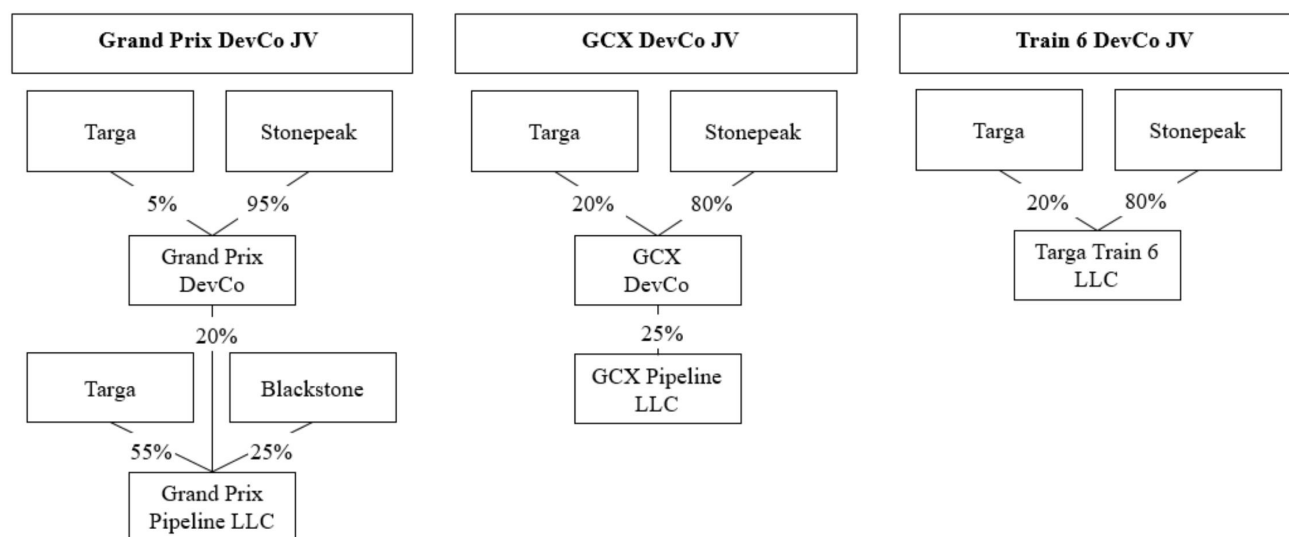 Grand Prix DevCo JV
GCX DevCo JV
Train 6 DevCo JV
Targa
Stonepeak
Targa
Stonepeak
Targa
Stonepeak
5%
95%
20%
80%
20%
80%
Grand Prix
DevCo
GCX
DevCo
Targa Train 6
LLC
20%
25%
Targa
Blackstone
GCX Pipeline
LLC
55%
25%
Grand Prix
Pipeline LLC